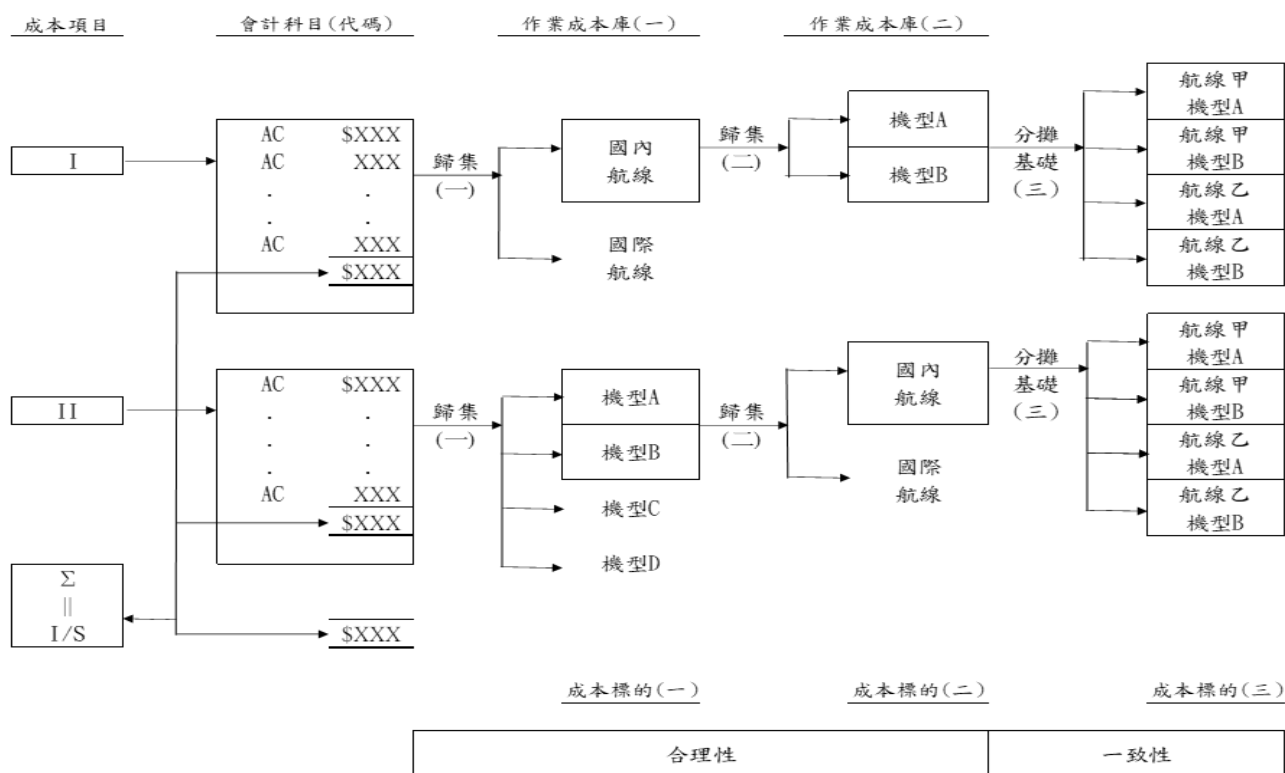 成本項目 會計科目(代碼) 作業成本庫(一) 作業成本庫(二)
I
AC $XXX
AC XXX
. .
. .
AC XXX
$XXX
歸集
(一)
國內
航線
國際
航線
歸集
(二)
機型A
機型B
分攤
基礎
(三)
航線甲
機型A
航線甲
機型B
航線乙
機型A
航線乙
機型B
II
AC $XXX
. .
. .
. .
AC XXX
$XXX
歸集
(一)
機型A
機型B
機型C
機型D
歸集
(二)
國內
航線
國際
航線
分攤
基礎
(三)
航線甲
機型A
航線甲
機型B
航線乙
機型A
航線乙
機型B
Σ
||
I/S
$XXX
成本標的(一) 成本標的(二) 成本標的(三)
合理性 一致性